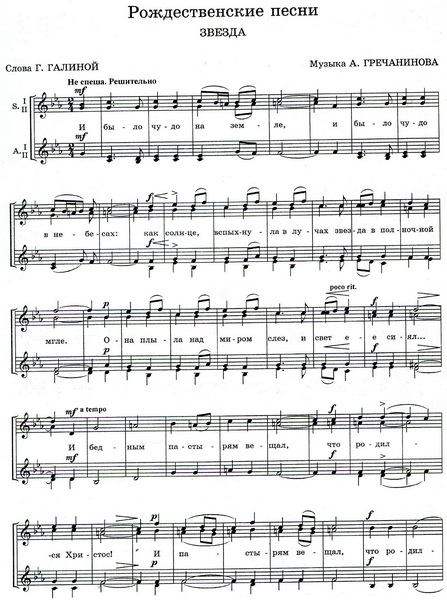 Рождественские песни
ЗВЕЗДА
Слова Г. ГАЛИНОЙ Музыка А. ГРЕЧАНИНОВА
Не спеша. Решительно
mf
S. I II
И бы-ло чу-до на зем-ле, и бы-ло чу-до
A. I II
mf
f
в не-бе-сах: как солн-це, вспых-ну-ла в лу-чах звез-да в пол-ноч-ной
f
poco rit.
p f
мгле. О-на плы-ла над ми-ром слез, и свет е-е си-ял...
p f
mf a tempo
И бед-ным па-сты-рям ве-щал, что ро-дил-
mf
p f
-ся Хри-стос! И па-сты-рям ве-щал, что ро-дил-
p f